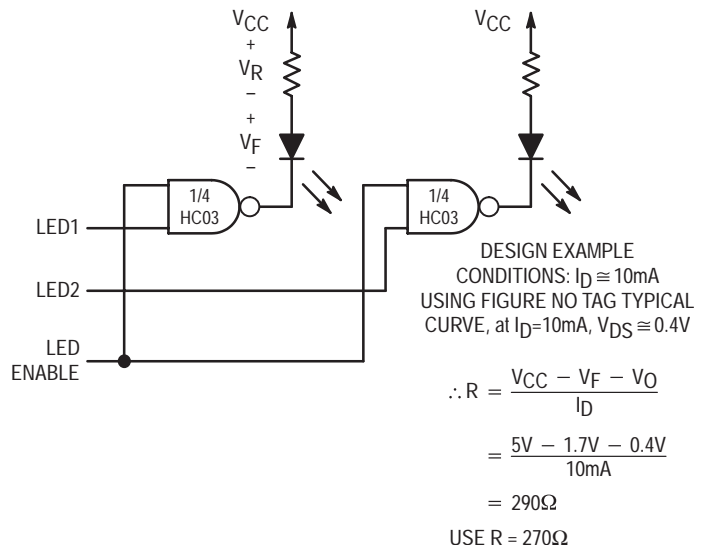 VCC
VCC
+
VR
–
+
VF
–
1/4
HC03
1/4
HC03
LED1
LED2
LED
ENABLE
DESIGN EXAMPLE
CONDITIONS: ID ≅ 10mA
USING FIGURE NO TAG TYPICAL
CURVE, at ID=10mA, VDS ≅ 0.4V
∴ R = (VCC – VF – VO) / ID
= (5V – 1.7V – 0.4V) / 10mA
= 290Ω
USE R = 270Ω